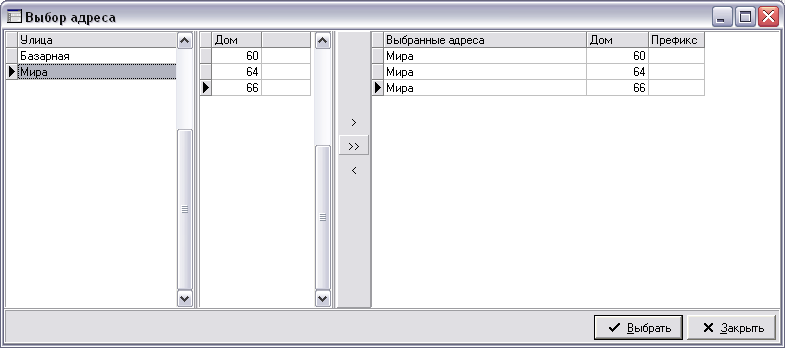 Выбор адреса
Улица
Базарная
Мира
Дом
60
64
66
>
>>
<
Выбранные адреса Дом Префикс
Мира 60
Мира 64
Мира 66
Выбрать Закрыть